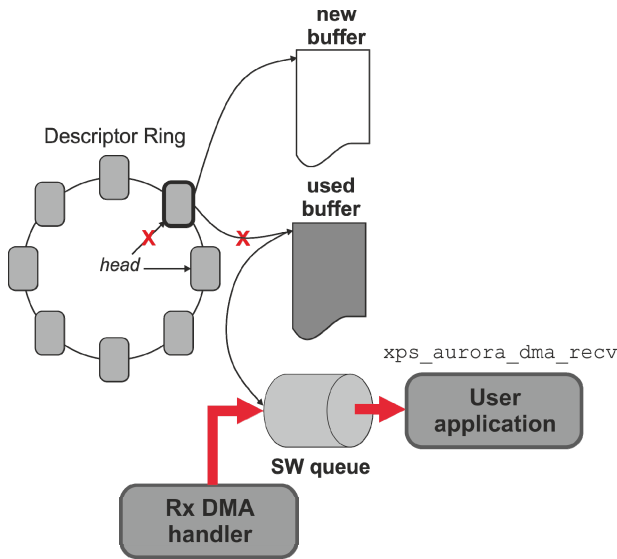 new
buffer
Descriptor Ring
used
buffer
X
X
head
xps_aurora_dma_recv
User
application
SW queue
Rx DMA
handler